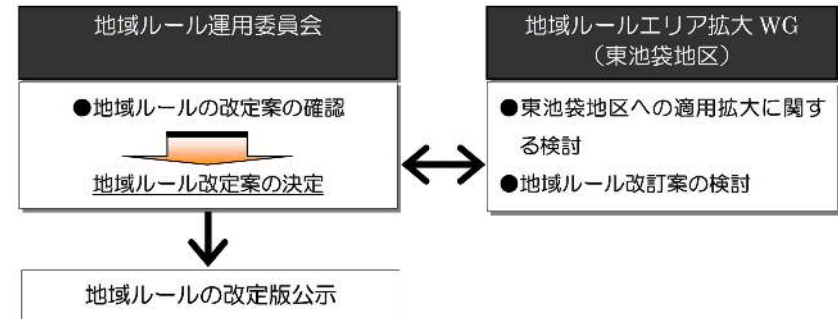 地域ルール運用委員会
●地域ルールの改定案の確認
地域ルール改定案の決定
地域ルールの改定版公示
地域ルールエリア拡大 WG
（東池袋地区）
●東池袋地区への適用拡大に関す
る検討
●地域ルール改訂案の検討